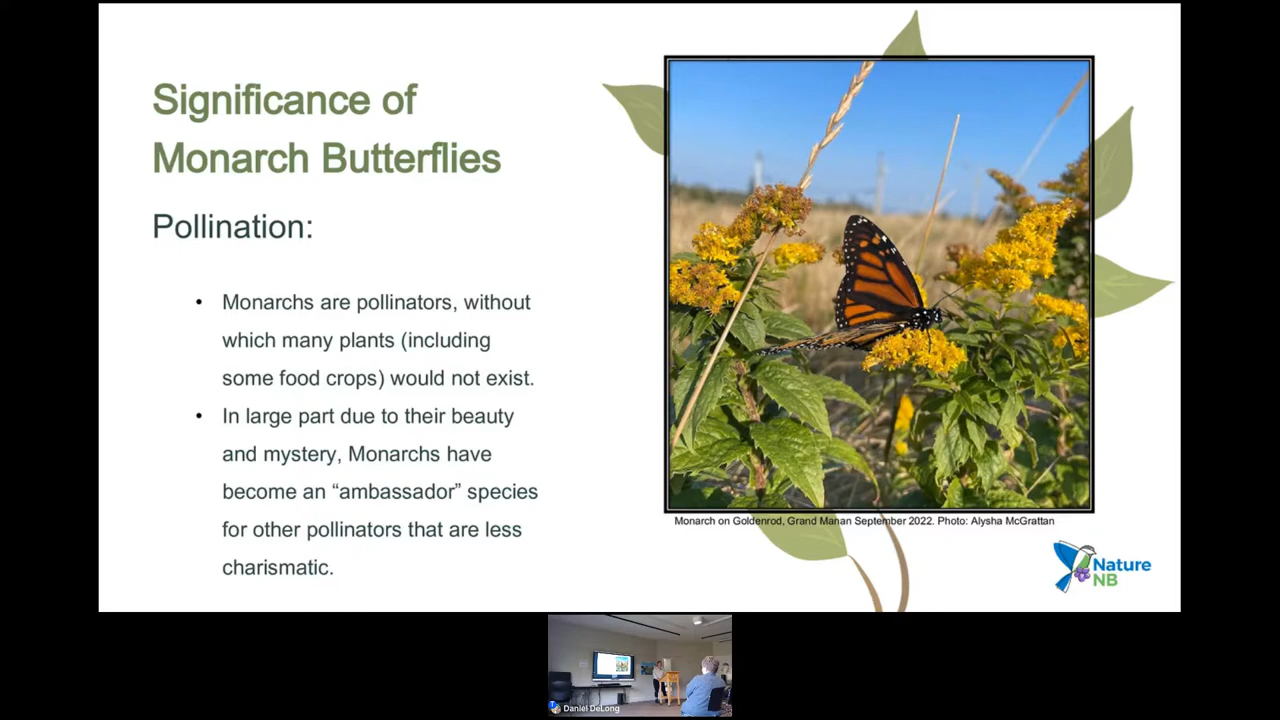 Significance of
Monarch Butterflies
Pollination:
• Monarchs are pollinators, without
which many plants (including
some food crops) would not exist.
• In large part due to their beauty
and mystery, Monarchs have
become an “ambassador” species
for other pollinators that are less
charismatic.
Monarch on Goldenrod, Grand Manan September 2022. Photo: Alysha McGrattan
Nature
NB
Daniel DeLong